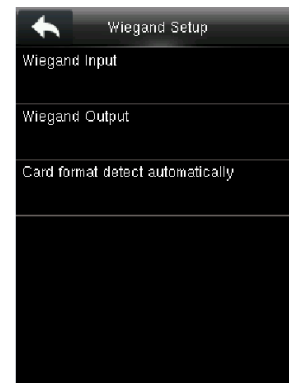 Wiegand Setup
Wiegand Input
Wiegand Output
Card format detect automatically